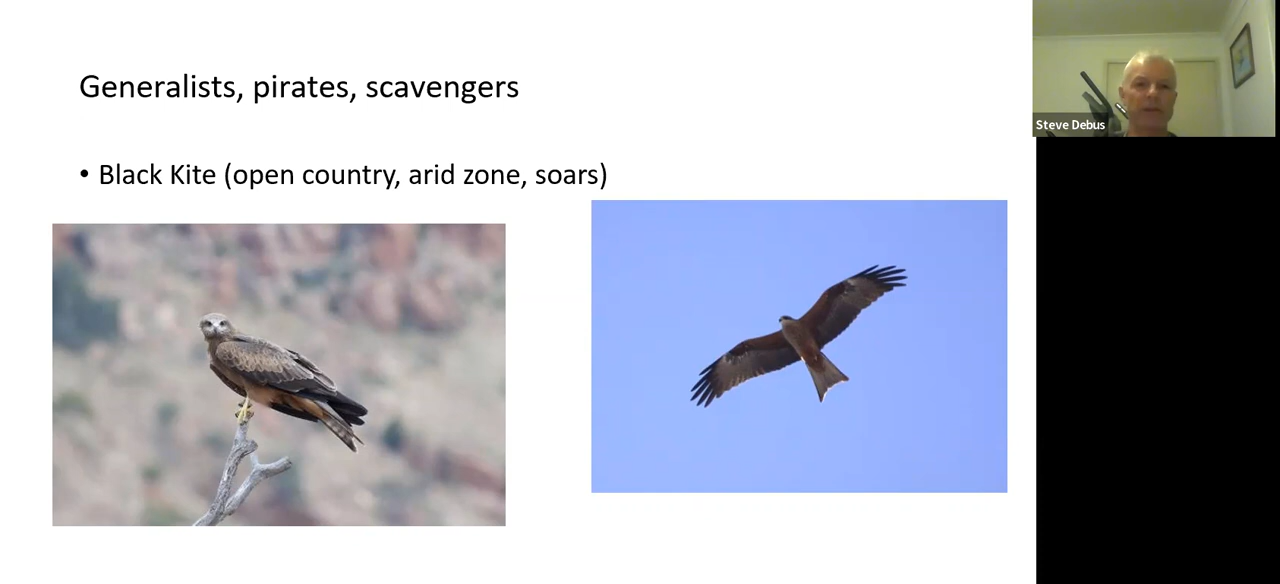 Generalists, pirates, scavengers
• Black Kite (open country, arid zone, soars)
Steve Debus